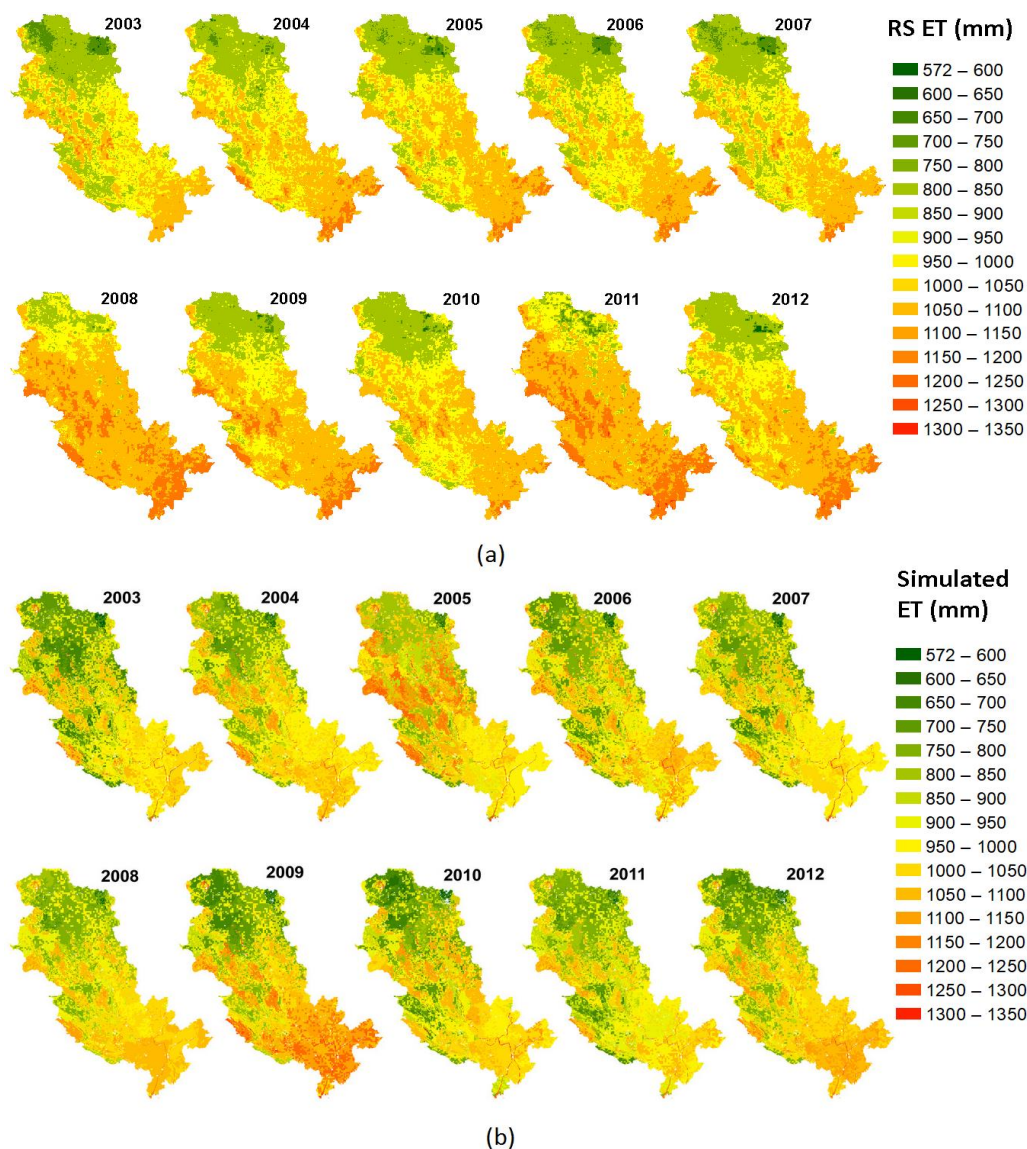 2003 2004 2005 2006 2007
RS ET (mm)
572 – 600
600 – 650
650 – 700
700 – 750
750 – 800
800 – 850
850 – 900
900 – 950
950 – 1000
1000 – 1050
1050 – 1100
1100 – 1150
1150 – 1200
1200 – 1250
1250 – 1300
1300 – 1350
2008 2009 2010 2011 2012
(a)
2003 2004 2005 2006 2007
Simulated
ET (mm)
572 – 600
600 – 650
650 – 700
700 – 750
750 – 800
800 – 850
850 – 900
900 – 950
950 – 1000
1000 – 1050
1050 – 1100
1100 – 1150
1150 – 1200
1200 – 1250
1250 – 1300
1300 – 1350
2008 2009 2010 2011 2012
(b)